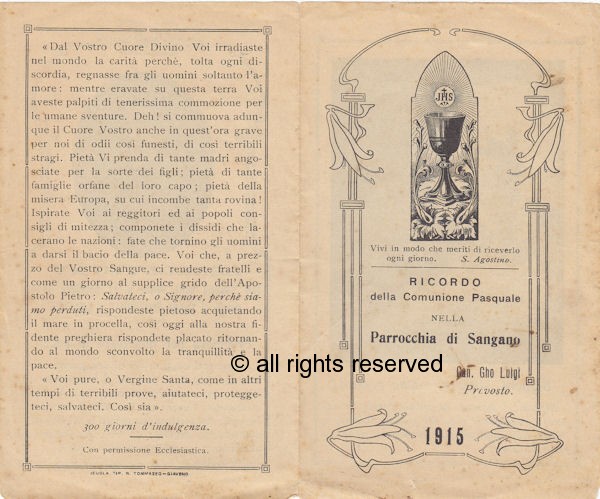 « Dal Vostro Cuore Divino Voi irradiaste
nel mondo la carità perchè, tolta ogni di-
scordia, regnasse fra gli uomini soltanto l'a-
more: mentre eravate su questa terra Voi
aveste palpiti di tenerissima commozione per
le umane sventure. Deh! si commuova adun-
que il Cuore Vostro anche in quest'ora grave
per noi di odii così funesti, di così terribili
stragi. Pietà Vi prenda di tante madri ango-
sciate per la sorte dei figli; pietà di tante
famiglie orfane del loro capo; pietà della
misera Europa, su cui incombe tanta rovina!
Ispirate Voi ai reggitori ed ai popoli con-
sigli di mitezza; componete i dissidi che la-
cerano le nazioni: fate che tornino gli uomini
a darsi il bacio della pace. Voi che, a prez-
zo del Vostro Sangue, ci rendeste fratelli e
come un giorno al supplice grido dell'Apo-
stolo Pietro: Salvateci, o Signore, perchè sia-
mo perduti, rispondeste pietoso acquietando
il mare in procella, così oggi alla nostra fi-
dente preghiera rispondete placato ritornan-
do al mondo sconvolto la tranquillità e la
pace.
« Voi pure, o Vergine Santa, come in altri
tempi di terribili prove, aiutateci, protegge-
teci, salvateci. Così sia ».
300 giorni d'indulgenza.
Con permissione Ecclesiastica.
SCUOLA TIP. N. TOMMASEO-GIAVENO
JHS
Vivi in modo che meriti di riceverlo
ogni giorno. S. Agostino.
RICORDO
della Comunione Pasquale
NELLA
Parrocchia di Sangano
Can. Gho Luigi
Prevosto.
1915
© all rights reserved